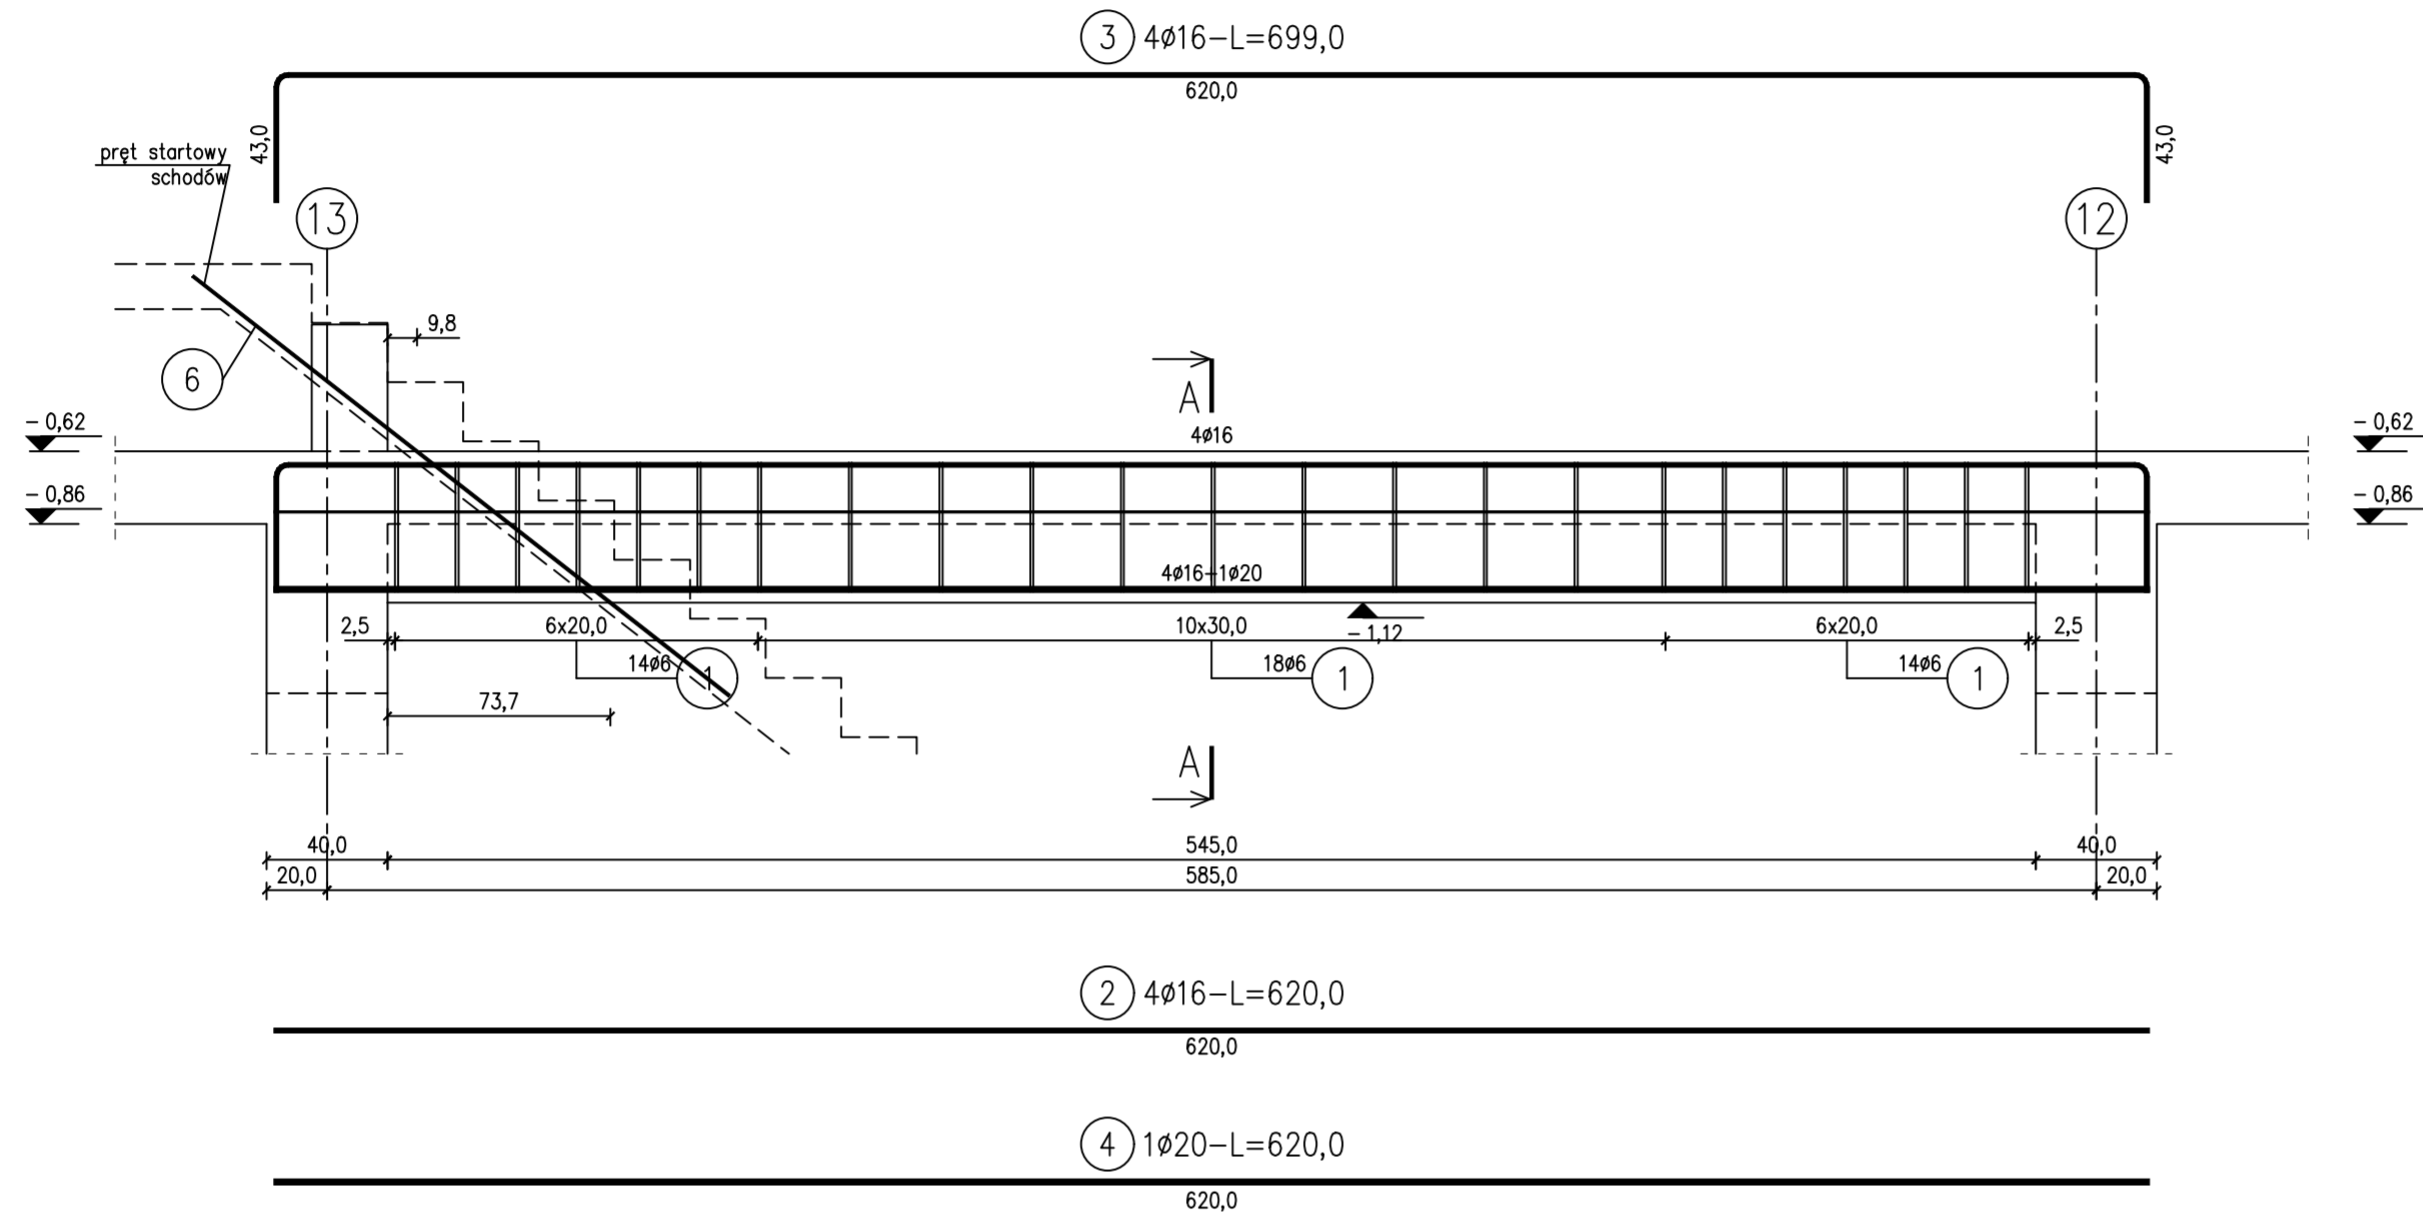 3 4ø16-L=699,0
620,0
43,0
43,0
pręt startowy
schodów
13
12
9,8
6
A
4ø16
- 0,62
- 0,62
- 0,86
- 0,86
4ø16-1ø20
2,5
6x20,0
10x30,0
- 1,12
6x20,0
2,5
14ø6
1
18ø6
1
14ø6
1
73,7
A
40,0
545,0
40,0
20,0
585,0
20,0
2 4ø16-L=620,0
620,0
4 1ø20-L=620,0
620,0